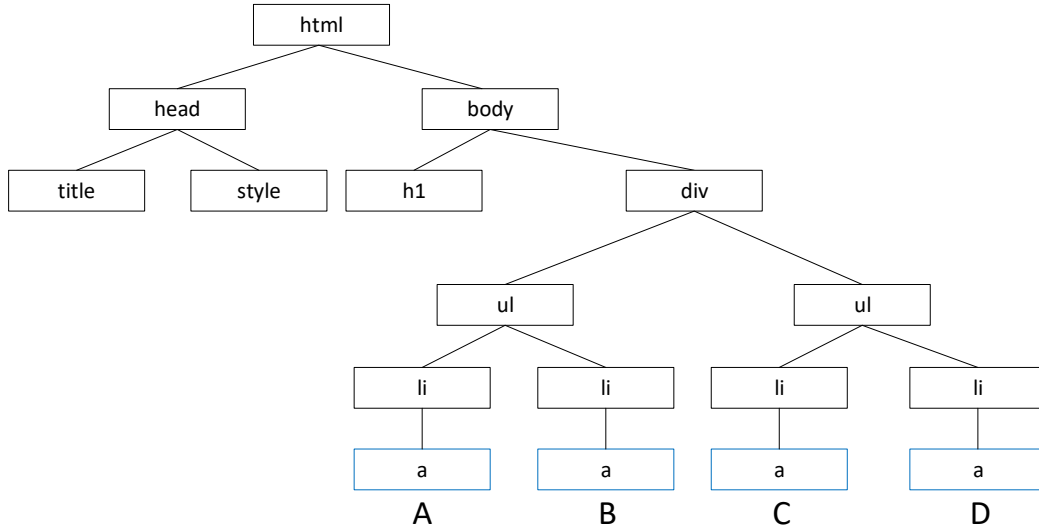 html
head body
title style h1 div
ul ul
li li li li
a a a a
A B C D